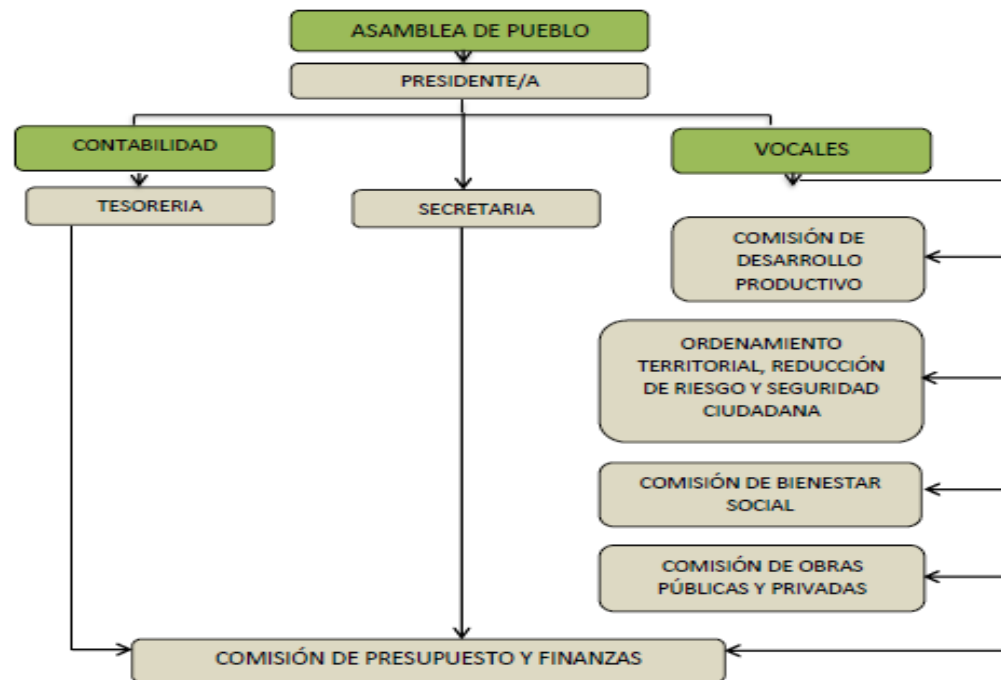 ASAMBLEA DE PUEBLO
PRESIDENTE/A
CONTABILIDAD
VOCALES
TESORERIA
SECRETARIA
COMISIÓN DE
DESARROLLO
PRODUCTIVO
ORDENAMIENTO
TERRITORIAL, REDUCCIÓN
DE RIESGO Y SEGURIDAD
CIUDADANA
COMISIÓN DE BIENESTAR
SOCIAL
COMISIÓN DE OBRAS
PÚBLICAS Y PRIVADAS
COMISIÓN DE PRESUPUESTO Y FINANZAS